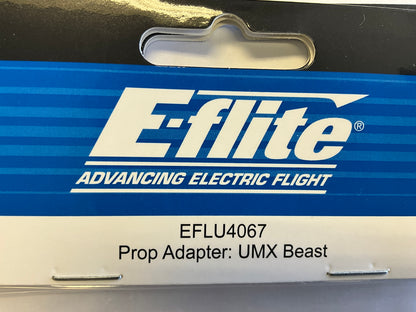 E-flite®
ADVANCING ELECTRIC FLIGHT
EFLU4067
Prop Adapter: UMX Beast